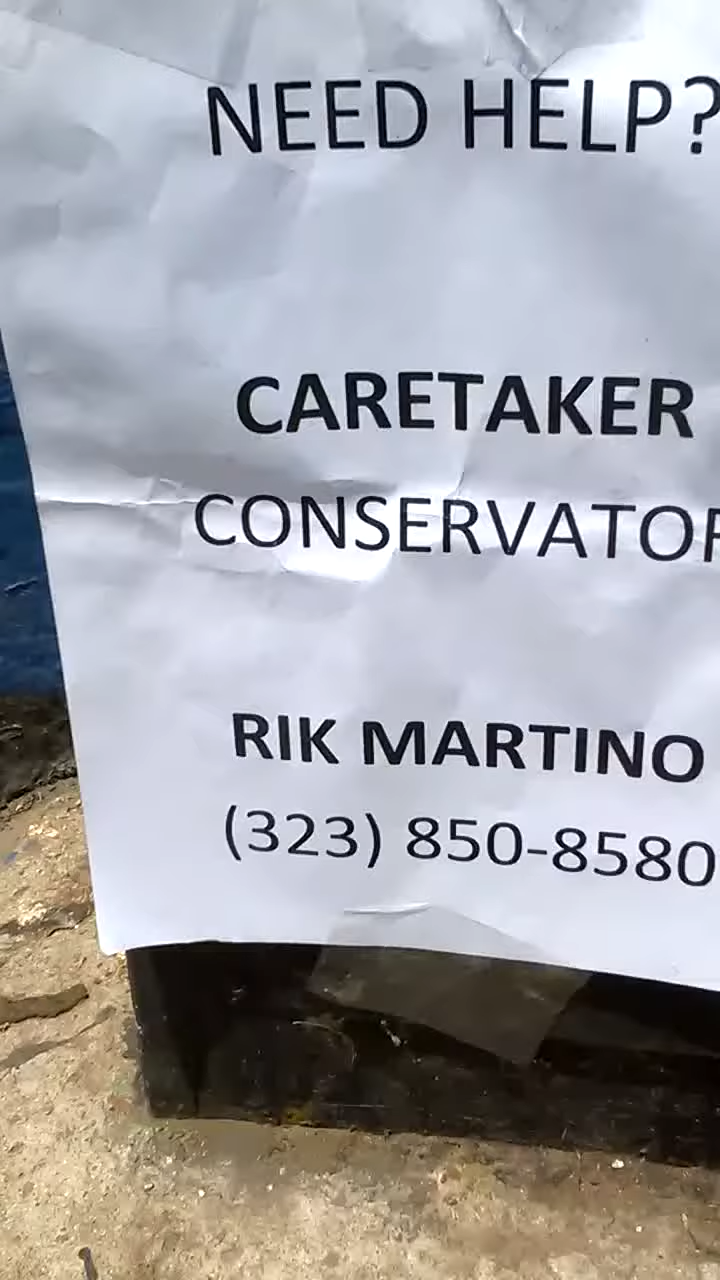 NEED HELP?
CARETAKER
CONSERVATOR
RIK MARTINO
(323) 850-8580